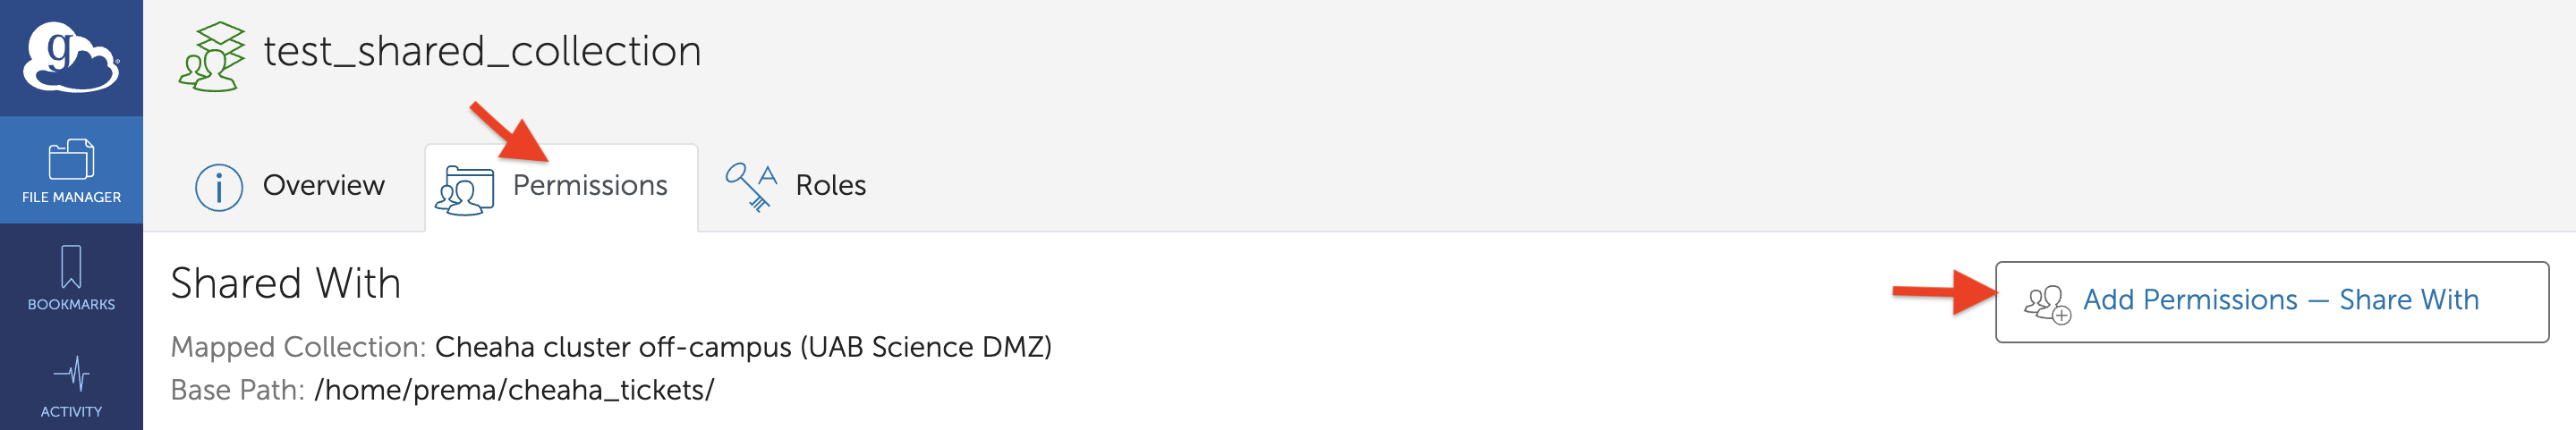 g
test_shared_collection
FILE MANAGER
Overview
Permissions
Roles
BOOKMARKS
Shared With
Add Permissions — Share With
Mapped Collection: Cheaha cluster off-campus (UAB Science DMZ)
Base Path: /home/prema/cheaha_tickets/
ACTIVITY